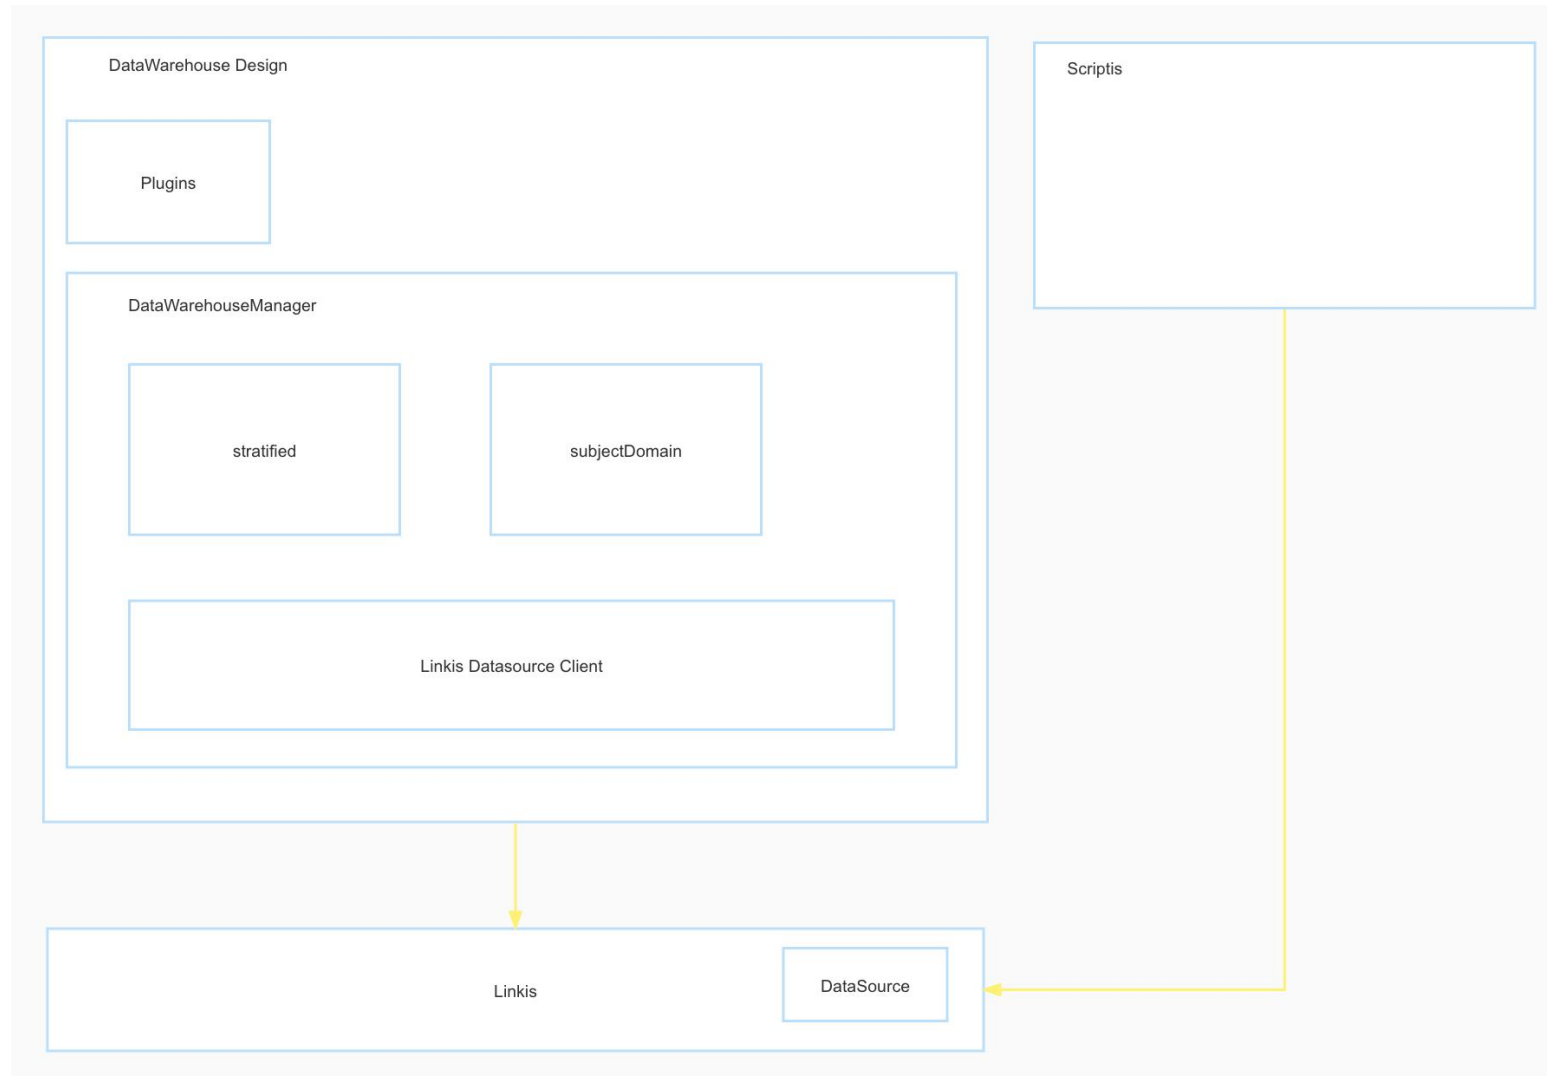 DataWarehouse Design
Scriptis
Plugins
DataWarehouseManager
stratified
subjectDomain
Linkis Datasource Client
Linkis
DataSource